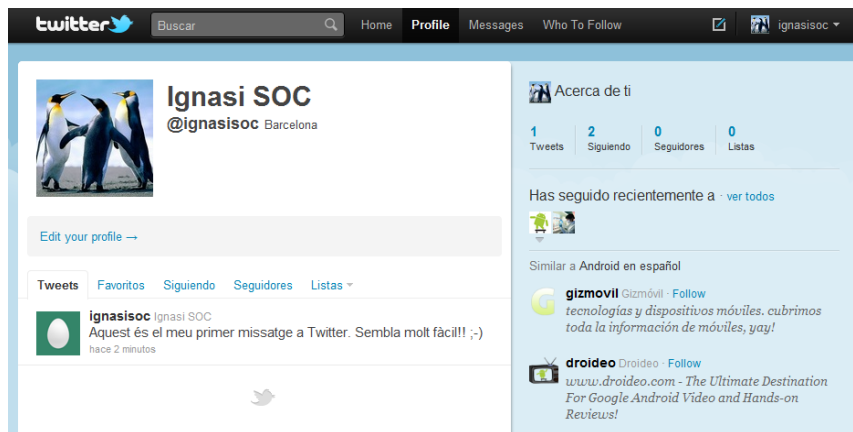 twitter
Buscar
Home
Profile
Messages
Who To Follow
ignasisoc
Ignasi SOC
@ignasisoc Barcelona
Edit your profile →
Tweets Favoritos Siguiendo Seguidores Listas
ignasisoc Ignasi SOC
Aquest és el meu primer missatge a Twitter. Sembla molt fàcil!! ;-)
hace 2 minutos
Acerca de ti
1 2 0 0
Tweets Siguiendo Seguidores Listas
Has seguido recientemente a · ver todos
Similar a Android en español
gizmovil Gizmóvil · Follow
tecnologías y dispositivos móviles. cubrimos
toda la información de móviles, yay!
droideo Droideo · Follow
www.droideo.com - The Ultimate Destination
For Google Android Video and Hands-on
Reviews!